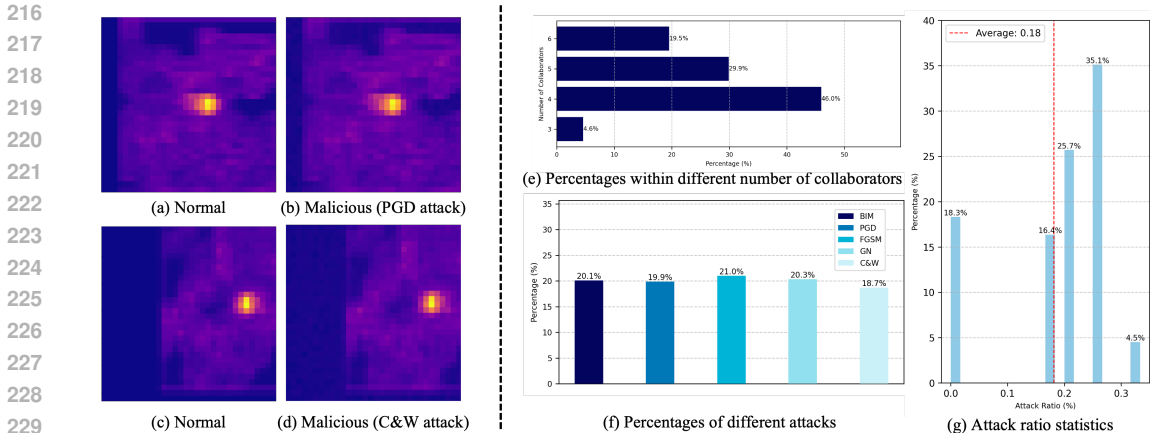 216
217
218
219
220
221
222
223
224
225
226
227
228
229
(a) Normal
(b) Malicious (PGD attack)
(c) Normal
(d) Malicious (C&W attack)
Number of Collaborators
6
5
4
3
19.5%
29.9%
46.0%
4.6%
0 10 20 30 40 50
Percentage (%)
(e) Percentages within different number of collaborators
Percentage (%)
35
30
25
20
15
10
5
0
BIM
PGD
FGSM
GN
C&W
20.1%
19.9%
21.0%
20.3%
18.7%
(f) Percentages of different attacks
Percentage (%)
40
35
30
25
20
15
10
5
0
Average: 0.18
18.3%
16.4%
25.7%
35.1%
4.5%
0.0 0.1 0.2 0.3
Attack Ratio (%)
(g) Attack ratio statistics